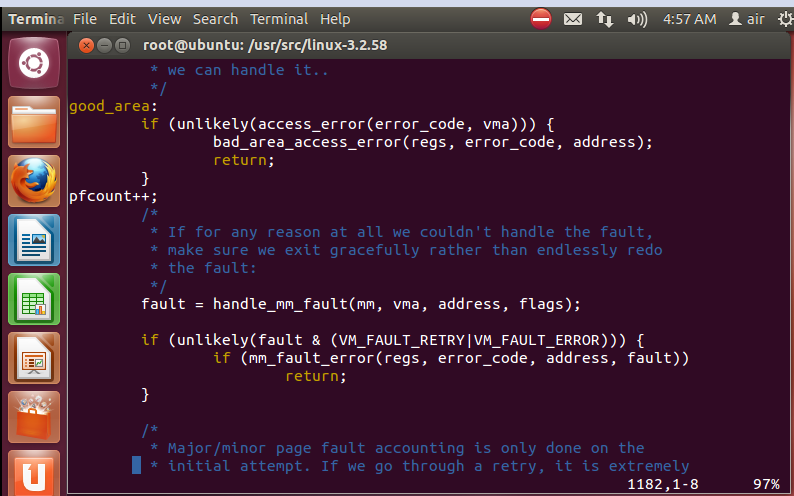 Termina File Edit View Search Terminal Help 4:57 AM air
root@ubuntu: /usr/src/linux-3.2.58
* we can handle it..
*/
good_area:
if (unlikely(access_error(error_code, vma))) {
bad_area_access_error(regs, error_code, address);
return;
}
pfcount++;
/*
* If for any reason at all we couldn't handle the fault,
* make sure we exit gracefully rather than endlessly redo
* the fault:
*/
fault = handle_mm_fault(mm, vma, address, flags);
if (unlikely(fault & (VM_FAULT_RETRY|VM_FAULT_ERROR))) {
if (mm_fault_error(regs, error_code, address, fault))
return;
}
/*
* Major/minor page fault accounting is only done on the
* initial attempt. If we go through a retry, it is extremely
1182,1-8 97%